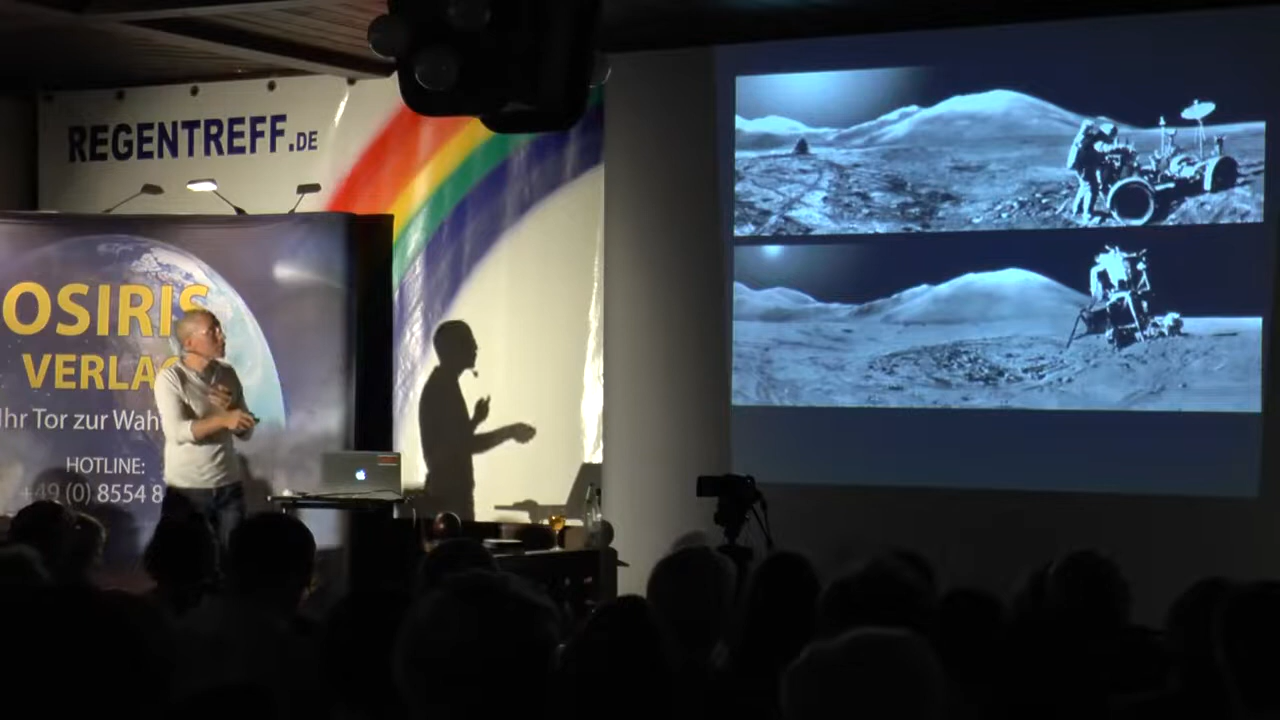 REGENTREFF.DE
OSIRIS
VERLAG
Ihr Tor zur Wah
HOTLINE:
+49 (0) 8554 8